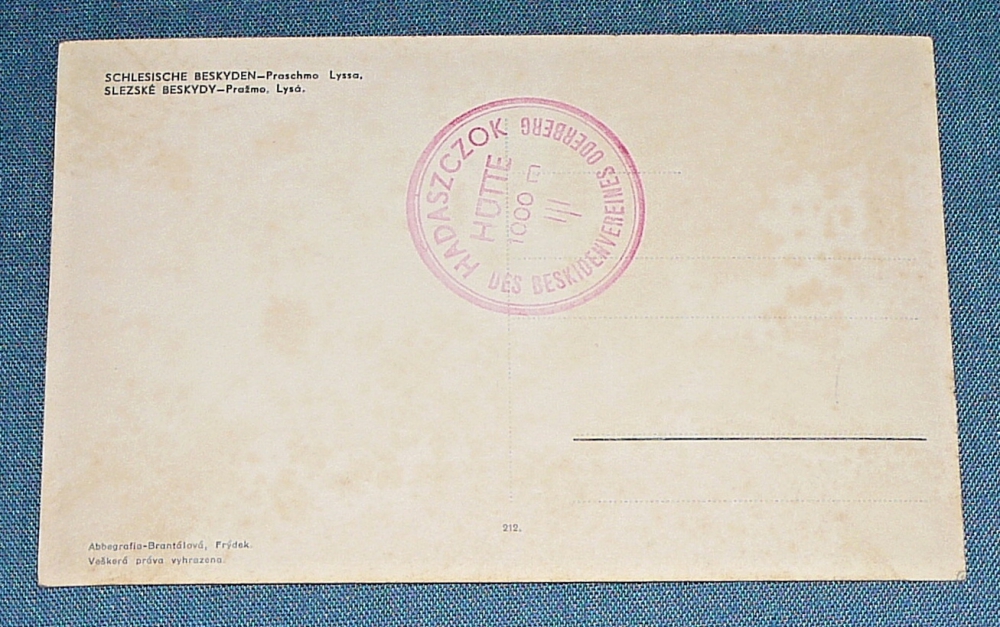 SCHLESISCHE BESKYDEN—Praschmo Lyssa,
SLEZSKÉ BESKYDY—Pražmo, Lysá.
HADASZCZOK
HÜTTE
1000
DES BESKIDENVEREINES ODERBERG
212.
Abbegrafia-Brantálová, Frýdek.
Veškerá práva vyhrazena.